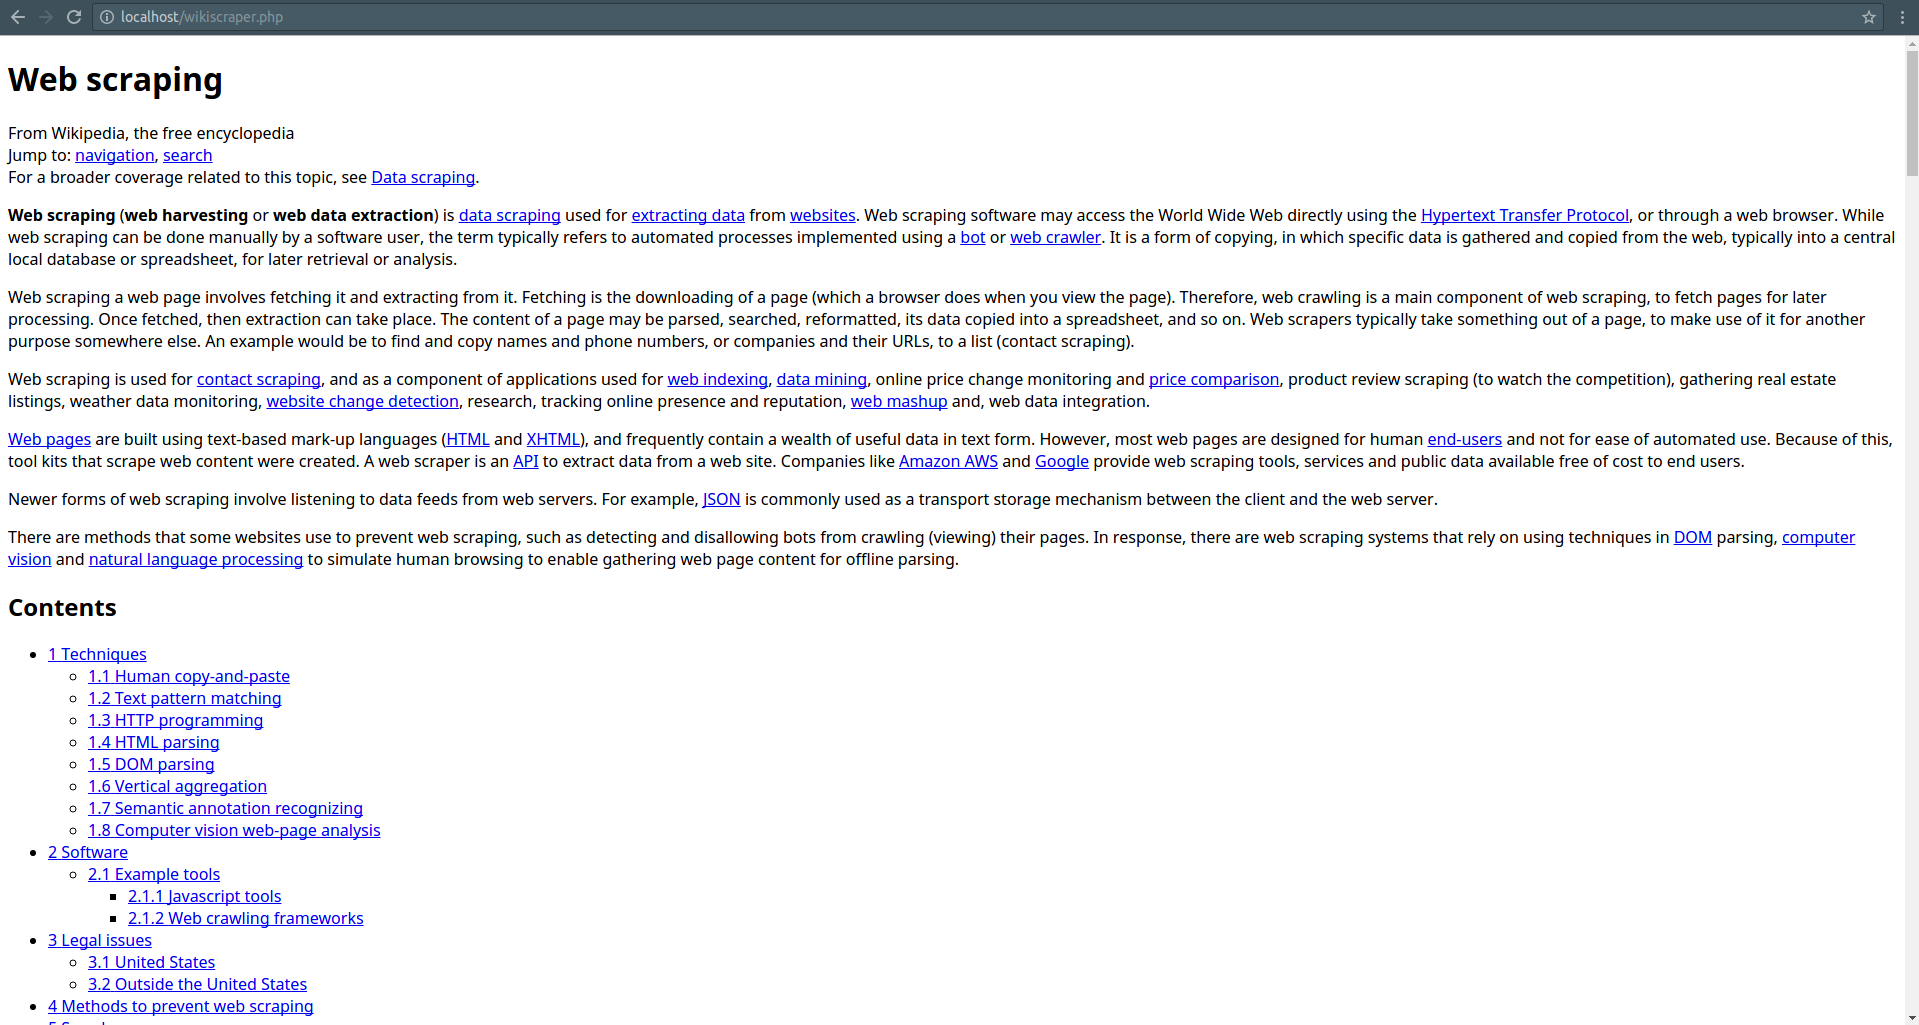 localhost/wikiscraper.php
Web scraping
From Wikipedia, the free encyclopedia
Jump to: navigation, search
For a broader coverage related to this topic, see Data scraping.
Web scraping (web harvesting or web data extraction) is data scraping used for extracting data from websites. Web scraping software may access the World Wide Web directly using the Hypertext Transfer Protocol, or through a web browser. While
web scraping can be done manually by a software user, the term typically refers to automated processes implemented using a bot or web crawler. It is a form of copying, in which specific data is gathered and copied from the web, typically into a central
local database or spreadsheet, for later retrieval or analysis.
Web scraping a web page involves fetching it and extracting from it. Fetching is the downloading of a page (which a browser does when you view the page). Therefore, web crawling is a main component of web scraping, to fetch pages for later
processing. Once fetched, then extraction can take place. The content of a page may be parsed, searched, reformatted, its data copied into a spreadsheet, and so on. Web scrapers typically take something out of a page, to make use of it for another
purpose somewhere else. An example would be to find and copy names and phone numbers, or companies and their URLs, to a list (contact scraping).
Web scraping is used for contact scraping, and as a component of applications used for web indexing, data mining, online price change monitoring and price comparison, product review scraping (to watch the competition), gathering real estate
listings, weather data monitoring, website change detection, research, tracking online presence and reputation, web mashup and, web data integration.
Web pages are built using text-based mark-up languages (HTML and XHTML), and frequently contain a wealth of useful data in text form. However, most web pages are designed for human end-users and not for ease of automated use. Because of this,
tool kits that scrape web content were created. A web scraper is an API to extract data from a web site. Companies like Amazon AWS and Google provide web scraping tools, services and public data available free of cost to end users.
Newer forms of web scraping involve listening to data feeds from web servers. For example, JSON is commonly used as a transport storage mechanism between the client and the web server.
There are methods that some websites use to prevent web scraping, such as detecting and disallowing bots from crawling (viewing) their pages. In response, there are web scraping systems that rely on using techniques in DOM parsing, computer
vision and natural language processing to simulate human browsing to enable gathering web page content for offline parsing.
Contents
1 Techniques
1.1 Human copy-and-paste
1.2 Text pattern matching
1.3 HTTP programming
1.4 HTML parsing
1.5 DOM parsing
1.6 Vertical aggregation
1.7 Semantic annotation recognizing
1.8 Computer vision web-page analysis
2 Software
2.1 Example tools
2.1.1 Javascript tools
2.1.2 Web crawling frameworks
3 Legal issues
3.1 United States
3.2 Outside the United States
4 Methods to prevent web scraping